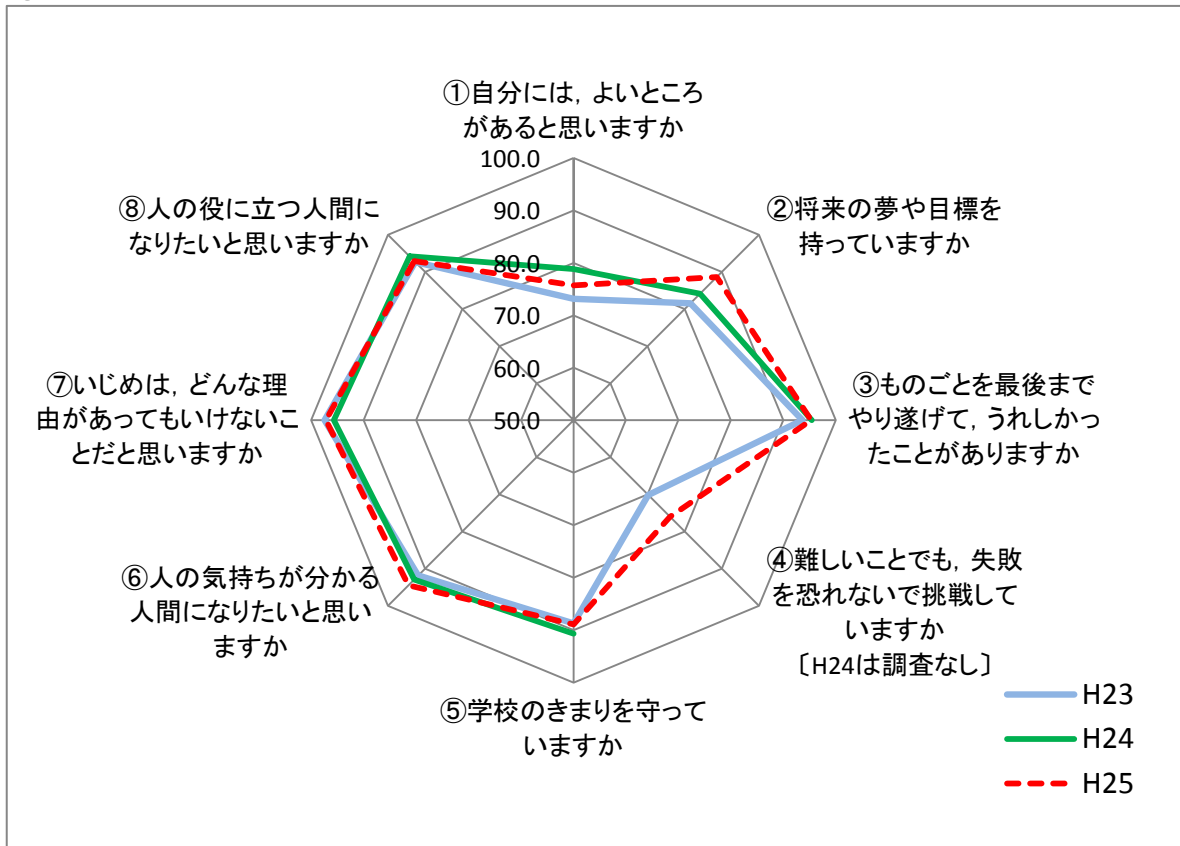 ①自分には，よいところ
があると思いますか
100.0
90.0
80.0
70.0
60.0
50.0
②将来の夢や目標を
持っていますか
③ものごとを最後まで
やり遂げて，うれしかっ
たことがありますか
④難しいことでも，失敗
を恐れないで挑戦して
いますか
〔H24は調査なし〕
⑤学校のきまりを守って
いますか
⑥人の気持ちが分かる
人間になりたいと思い
ますか
⑦いじめは，どんな理
由があってもいけないこ
とだと思いますか
⑧人の役に立つ人間に
なりたいと思いますか
H23
H24
H25